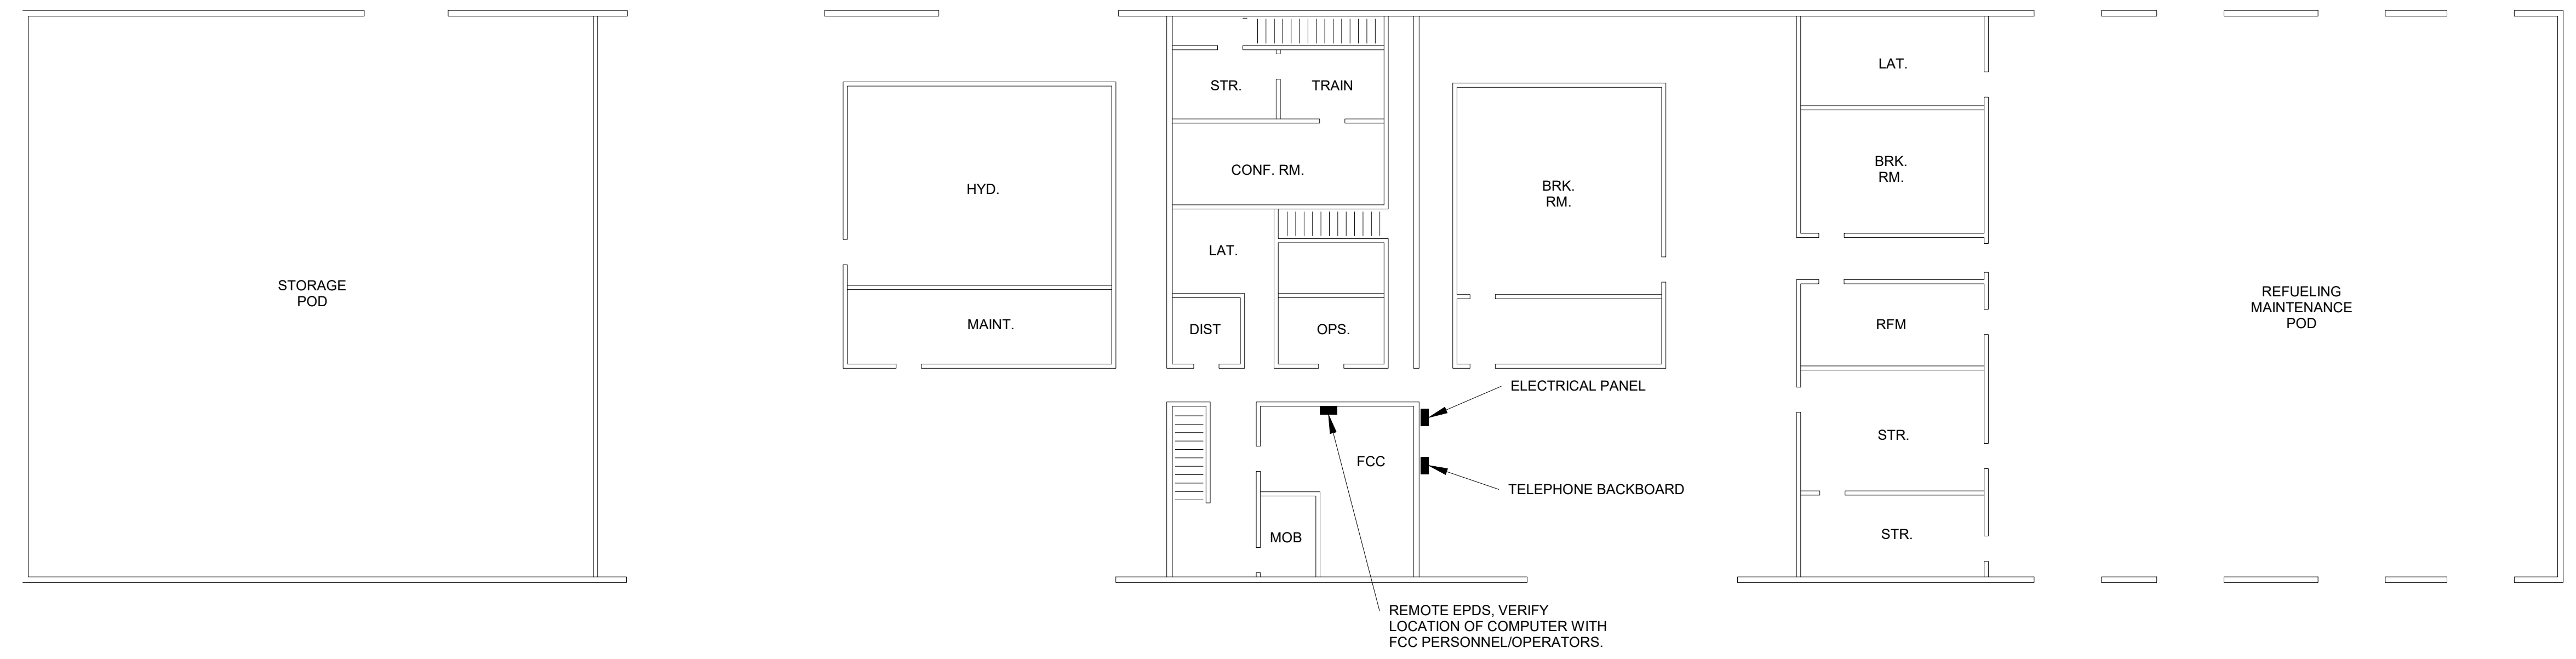 STORAGE
POD
HYD.
MAINT.
STR.
TRAIN
CONF. RM.
LAT.
DIST
OPS.
BRK.
RM.
ELECTRICAL PANEL
FCC
TELEPHONE BACKBOARD
MOB
REMOTE EPDS, VERIFY
LOCATION OF COMPUTER WITH
FCC PERSONNEL/OPERATORS.
LAT.
BRK.
RM.
RFM
STR.
STR.
REFUELING
MAINTENANCE
POD